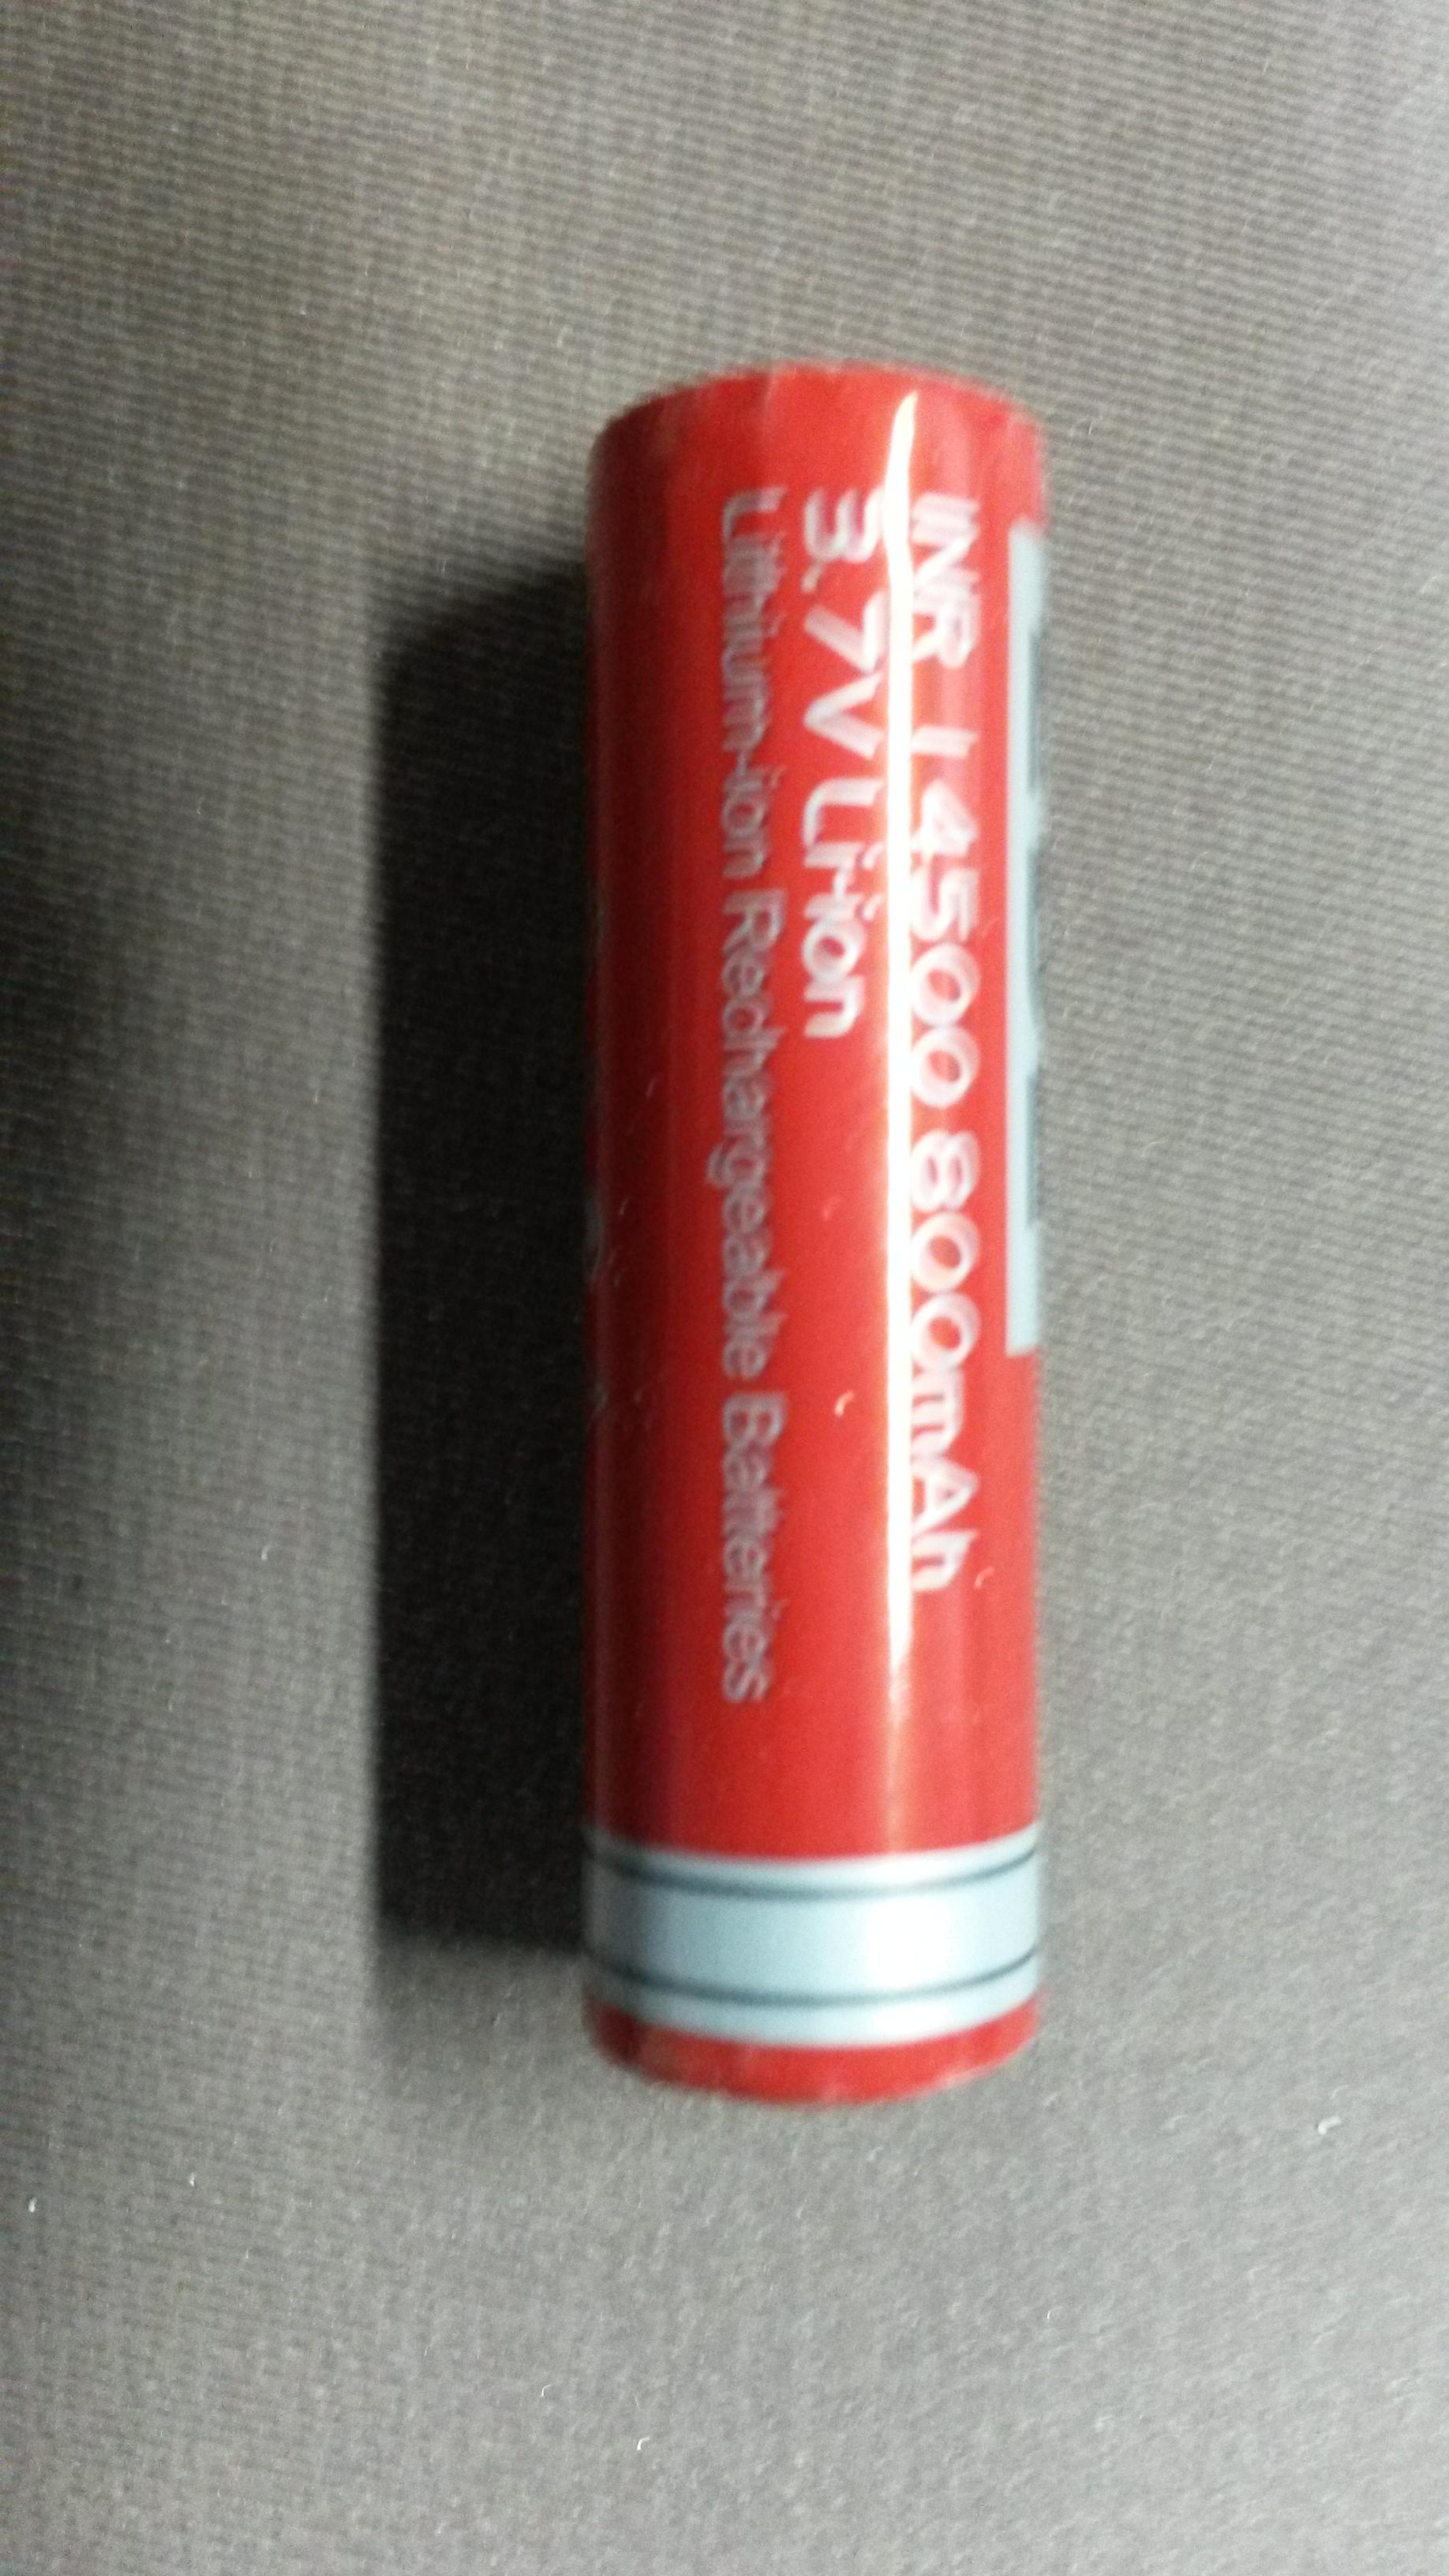 INR 14500 800mAh
3.7V Li-ion
Lithium-ion Rechargeable Batteries